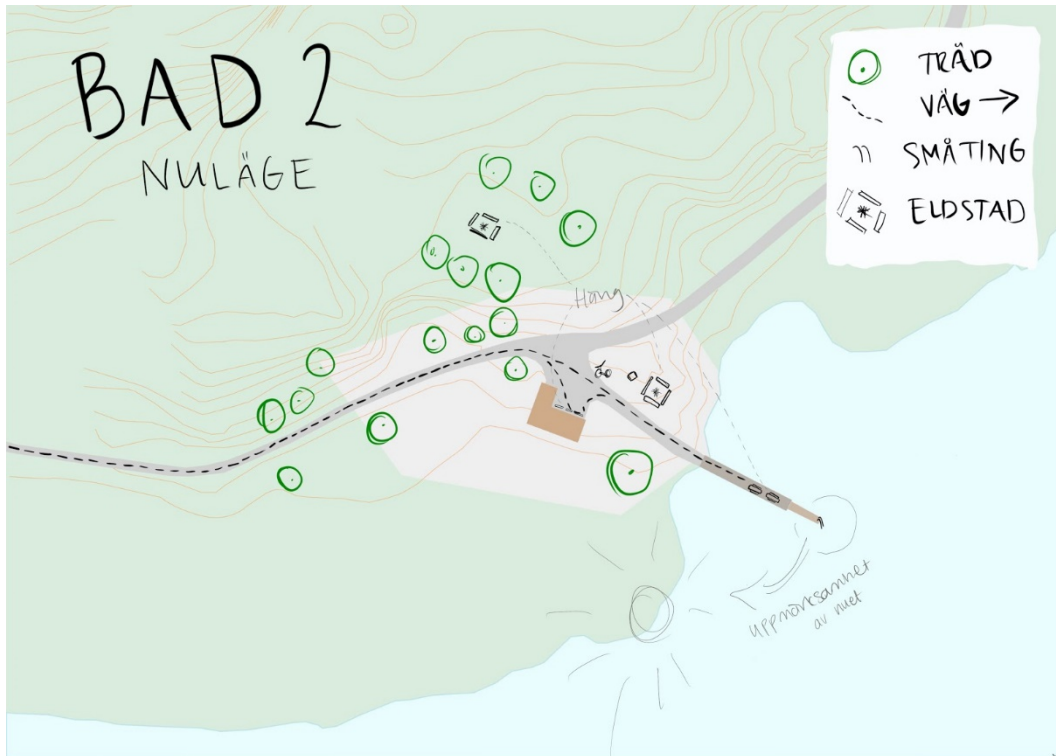 BAD 2
NULÄGE
TRÄD
VÄG →
SMÅTING
ELDSTAD
Häng
uppmärksamhet
av nuet